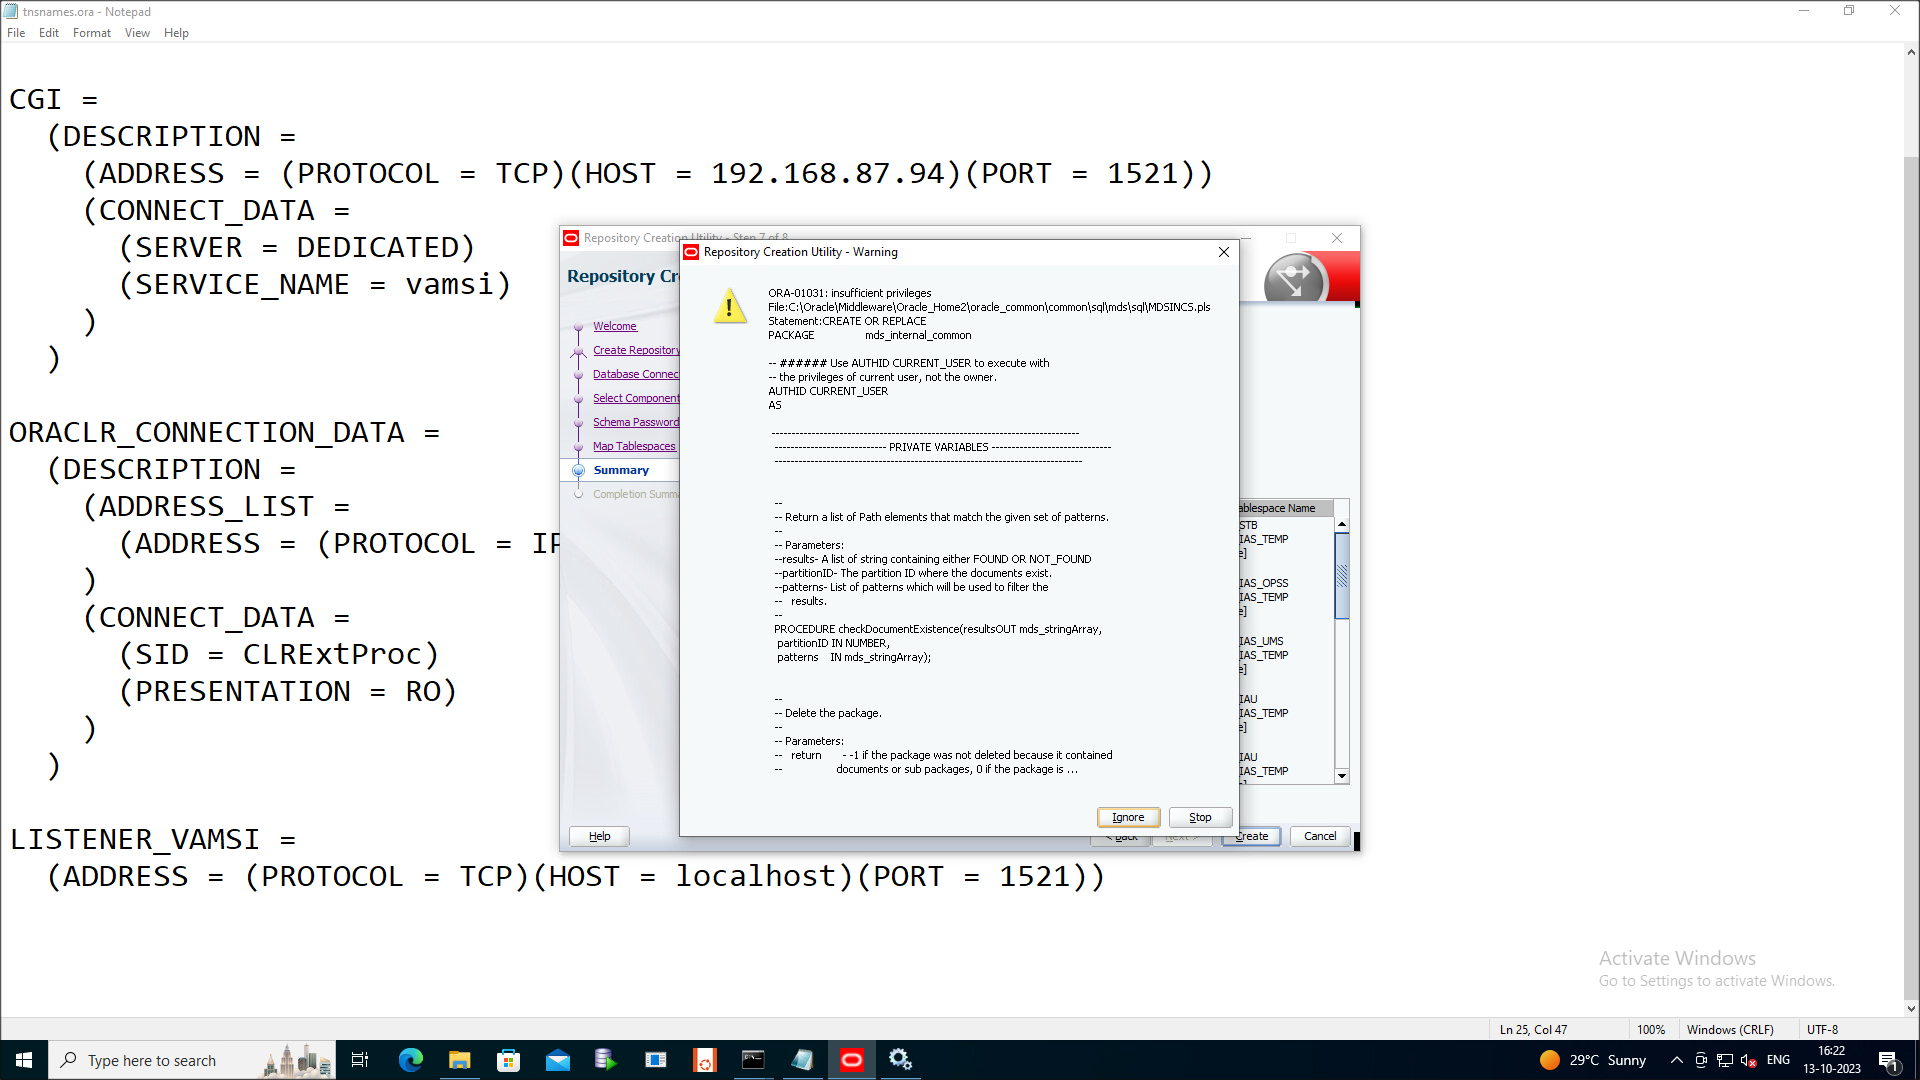 tnsnames.ora - Notepad
File Edit Format View Help
CGI =
(DESCRIPTION =
(ADDRESS = (PROTOCOL = TCP)(HOST = 192.168.87.94)(PORT = 1521))
(CONNECT_DATA =
(SERVER = DEDICATED)
(SERVICE_NAME = vamsi)
)
)
ORACLR_CONNECTION_DATA =
(DESCRIPTION =
(ADDRESS_LIST =
(ADDRESS = (PROTOCOL = IP
)
(CONNECT_DATA =
(SID = CLRExtProc)
(PRESENTATION = RO)
)
)
LISTENER_VAMSI =
(ADDRESS = (PROTOCOL = TCP)(HOST = localhost)(PORT = 1521))
Repository Creation Utility - Step 7 of 8
Repository Cr
Welcome
Create Repository
Database Connec
Select Component
Schema Password
Map Tablespaces
Summary
Completion Summa
Repository Creation Utility - Warning
ORA-01031: insufficient privileges
File:C:\Oracle\Middleware\Oracle_Home2\oracle_common\common\sql\mds\sql\MDSINCS.pls
Statement:CREATE OR REPLACE
PACKAGE mds_internal_common
-- ###### Use AUTHID CURRENT_USER to execute with
-- the privileges of current user, not the owner.
AUTHID CURRENT_USER
AS
-----------------------------------------------------------------------------
---------------------------- PRIVATE VARIABLES ------------------------------
-----------------------------------------------------------------------------
--
-- Return a list of Path elements that match the given set of patterns.
--
-- Parameters:
--results- A list of string containing either FOUND OR NOT_FOUND
--partitionID- The partition ID where the documents exist.
--patterns- List of patterns which will be used to filter the
-- results.
--
PROCEDURE checkDocumentExistence(resultsOUT mds_stringArray,
partitionID IN NUMBER,
patterns IN mds_stringArray);
--
-- Delete the package.
--
-- Parameters:
-- return - -1 if the package was not deleted because it contained
-- documents or sub packages, 0 if the package is ...
Ignore Stop
ablespace Name
STB
IAS_TEMP
e]
IAS_OPSS
IAS_TEMP
e]
IAS_UMS
IAS_TEMP
e]
IAU
IAS_TEMP
e]
IAU
IAS_TEMP
Help < Back Next > Create Cancel
Activate Windows
Go to Settings to activate Windows.
Ln 25, Col 47 100% Windows (CRLF) UTF-8
Type here to search
29°C Sunny
ENG
16:22
13-10-2023
1